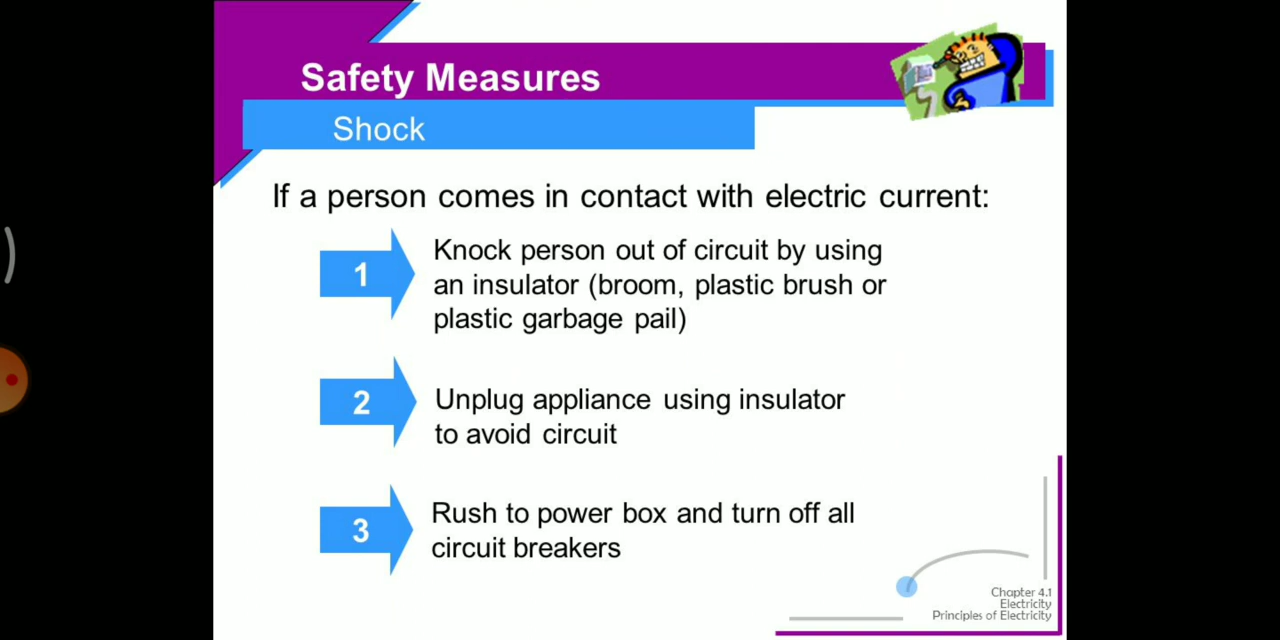 Safety Measures
Shock
If a person comes in contact with electric current:
1
Knock person out of circuit by using
an insulator (broom, plastic brush or
plastic garbage pail)
2
Unplug appliance using insulator
to avoid circuit
3
Rush to power box and turn off all
circuit breakers
Chapter 4.1
Electricity
Principles of Electricity